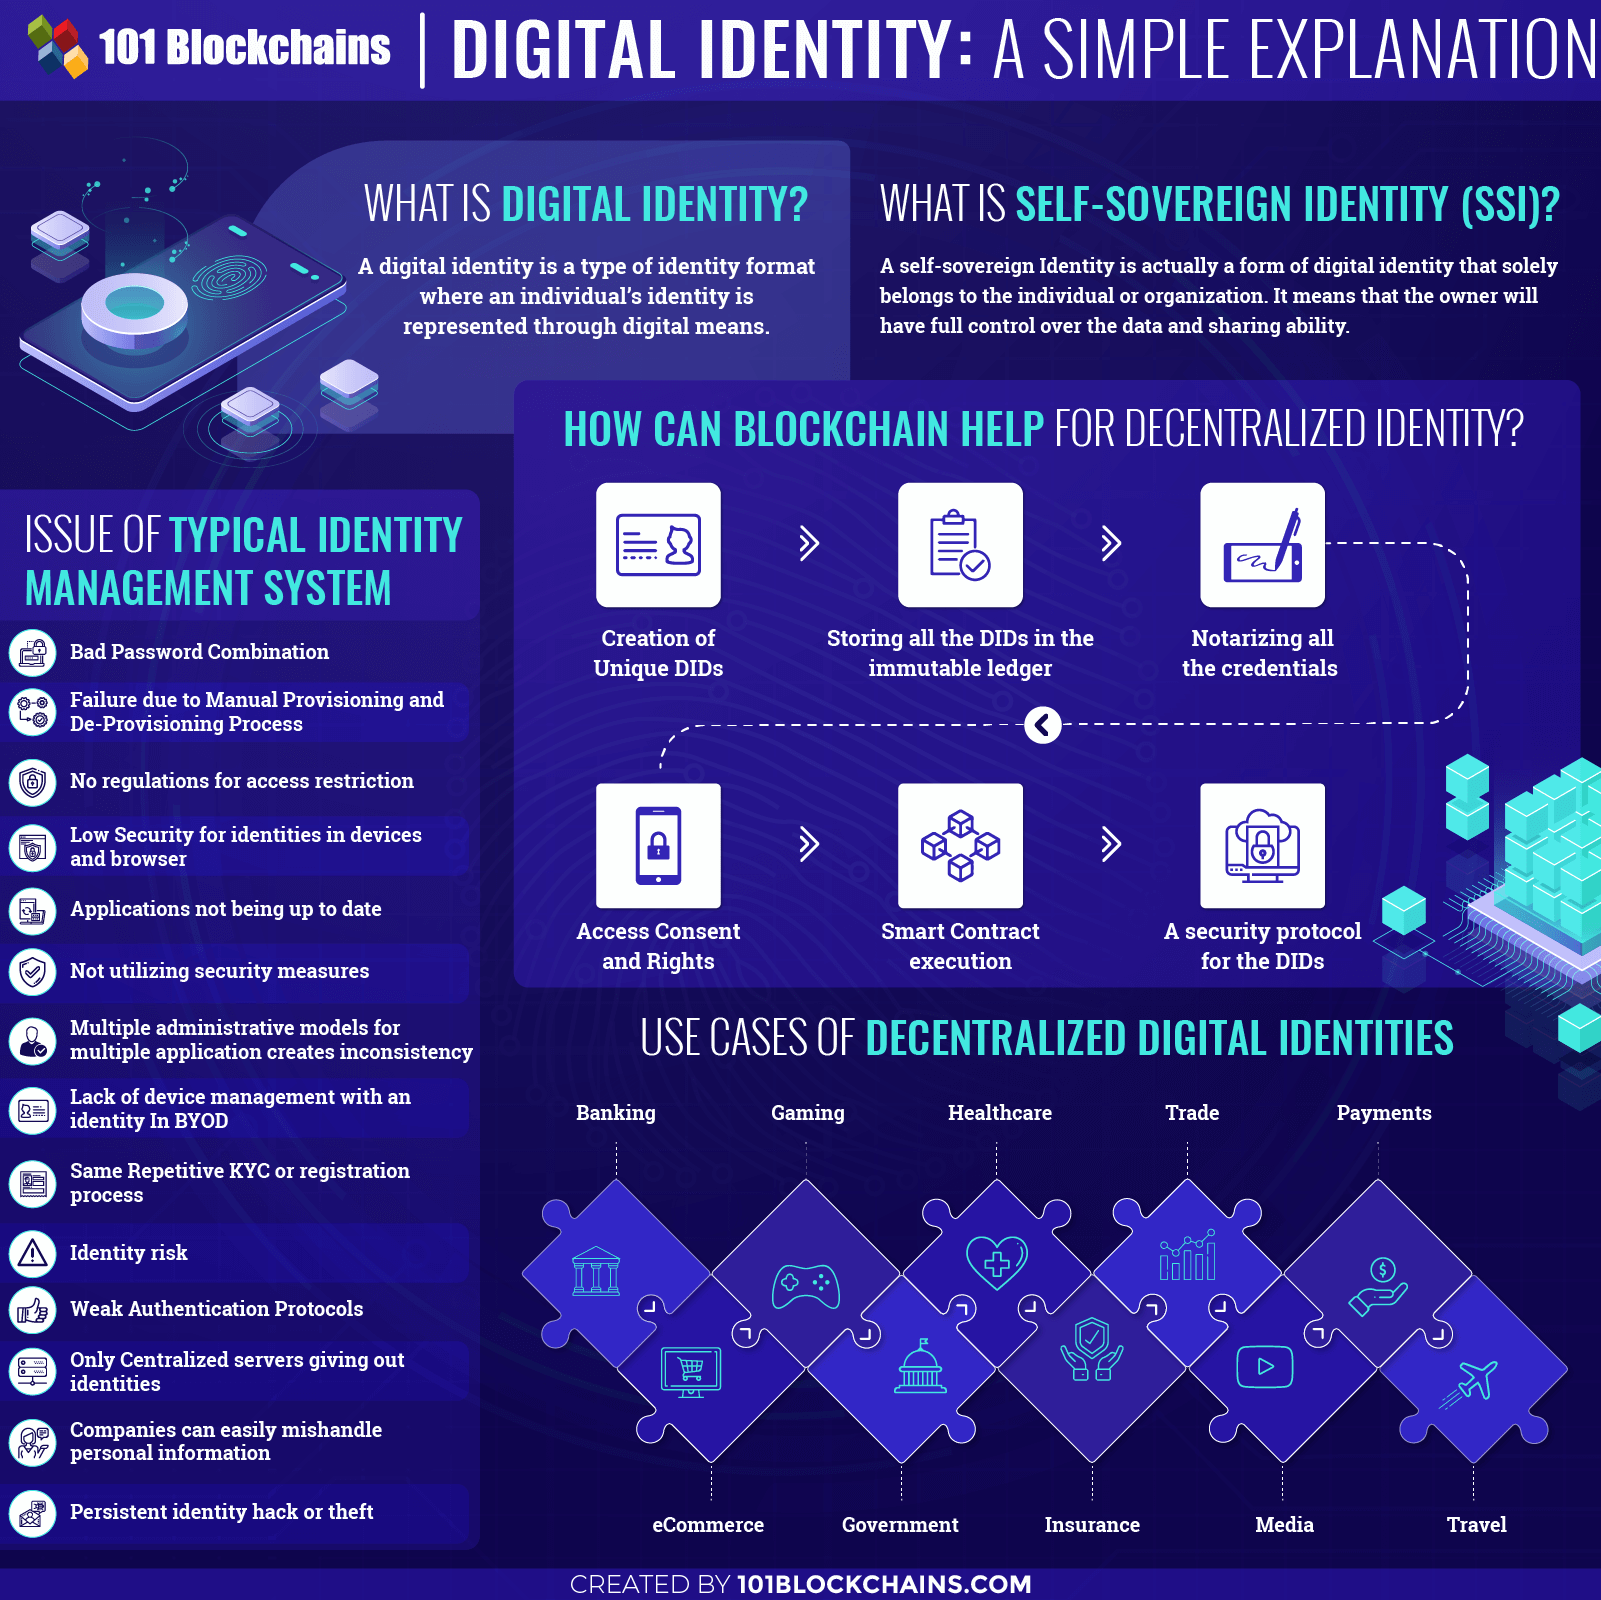 101 Blockchains
DIGITAL IDENTITY: A SIMPLE EXPLANATION
WHAT IS DIGITAL IDENTITY?
A digital identity is a type of identity format
where an individual's identity is
represented through digital means.
WHAT IS SELF-SOVEREIGN IDENTITY (SSI)?
A self-sovereign Identity is actually a form of digital identity that solely
belongs to the individual or organization. It means that the owner will
have full control over the data and sharing ability.
HOW CAN BLOCKCHAIN HELP FOR DECENTRALIZED IDENTITY?
Creation of
Unique DIDs
Storing all the DIDs in the
immutable ledger
Notarizing all
the credentials
Access Consent
and Rights
Smart Contract
execution
A security protocol
for the DIDs
ISSUE OF TYPICAL IDENTITY
MANAGEMENT SYSTEM
Bad Password Combination
Failure due to Manual Provisioning and
De-Provisioning Process
No regulations for access restriction
Low Security for identities in devices
and browser
Applications not being up to date
Not utilizing security measures
Multiple administrative models for
multiple application creates inconsistency
Lack of device management with an
identity In BYOD
Same Repetitive KYC or registration
process
Identity risk
Weak Authentication Protocols
Only Centralized servers giving out
identities
Companies can easily mishandle
personal information
Persistent identity hack or theft
USE CASES OF DECENTRALIZED DIGITAL IDENTITIES
Banking
Gaming
Healthcare
Trade
Payments
eCommerce
Government
Insurance
Media
Travel
CREATED BY 101BLOCKCHAINS.COM